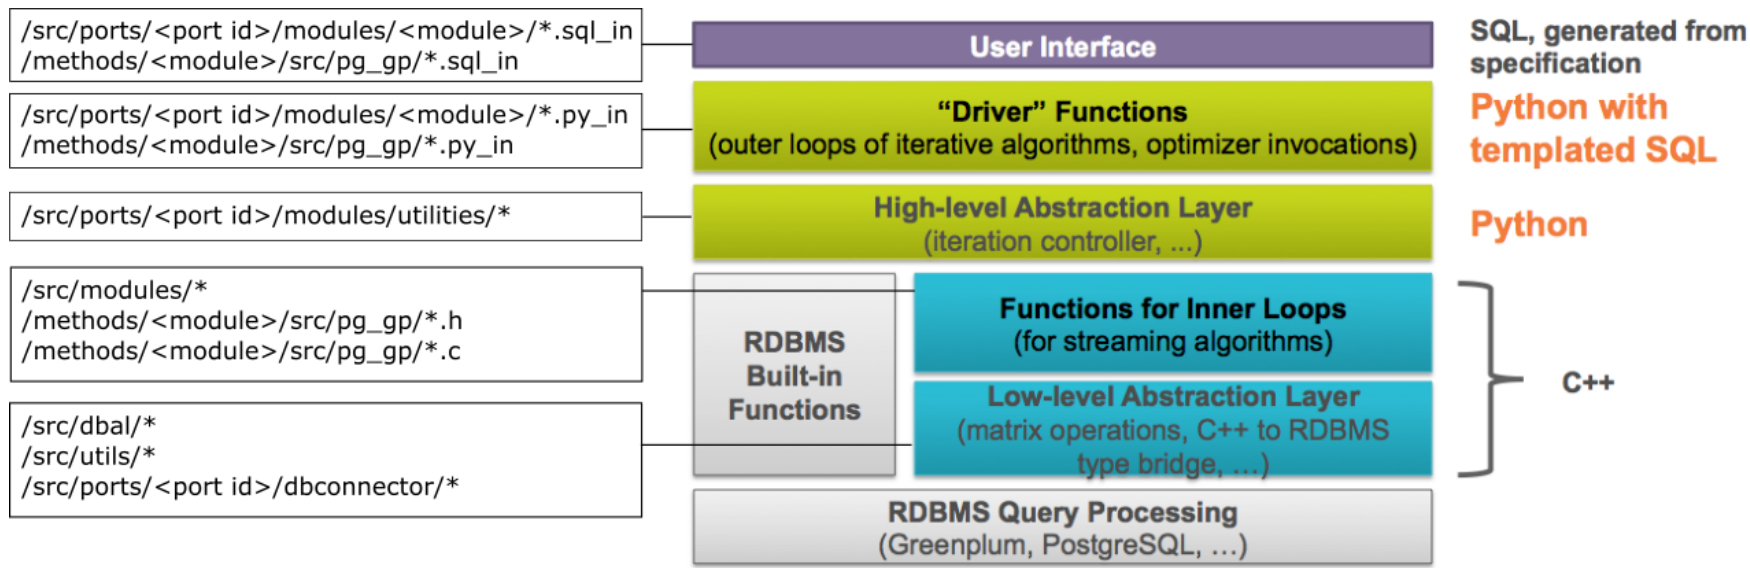 /src/ports/<port id>/modules/<module>/*.sql_in
/methods/<module>/src/pg_gp/*.sql_in
User Interface
SQL, generated from
specification
/src/ports/<port id>/modules/<module>/*.py_in
/methods/<module>/src/pg_gp/*.py_in
“Driver” Functions
(outer loops of iterative algorithms, optimizer invocations)
Python with
templated SQL
/src/ports/<port id>/modules/utilities/*
High-level Abstraction Layer
(iteration controller, ...)
Python
/src/modules/*
/methods/<module>/src/pg_gp/*.h
/methods/<module>/src/pg_gp/*.c
RDBMS
Built-in
Functions
Functions for Inner Loops
(for streaming algorithms)
C++
/src/dbal/*
/src/utils/*
/src/ports/<port id>/dbconnector/*
Low-level Abstraction Layer
(matrix operations, C++ to RDBMS
type bridge, ...)
RDBMS Query Processing
(Greenplum, PostgreSQL, ...)